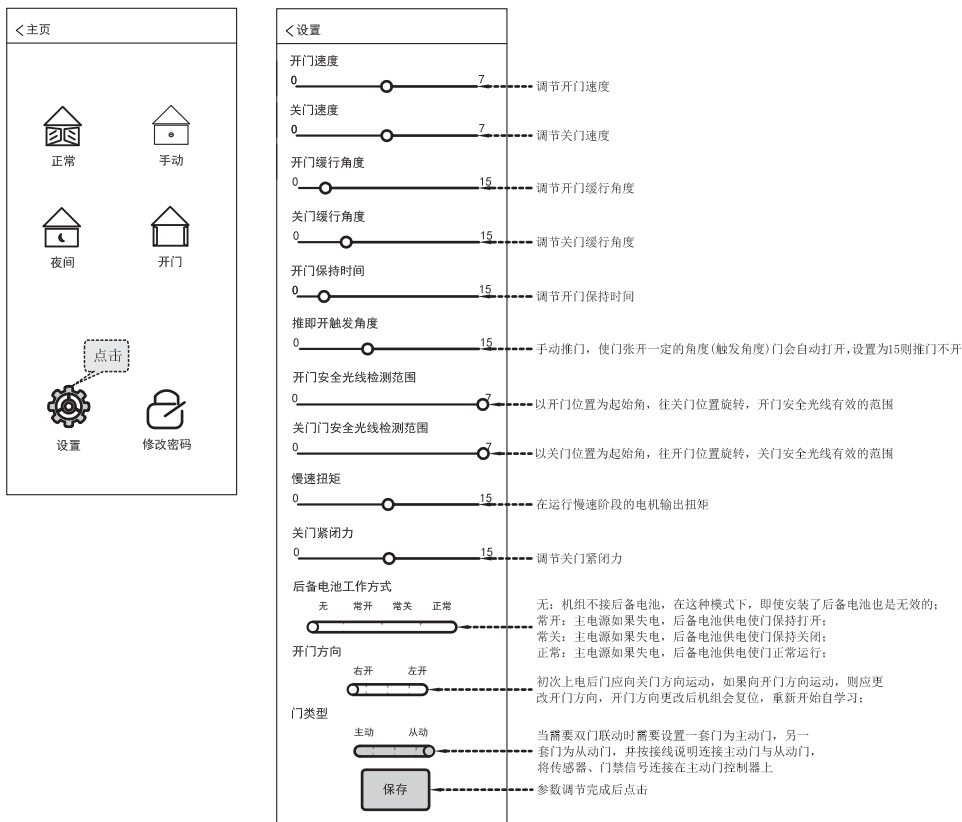 <主页
正常
手动
夜间
开门
点击
设置
修改密码
<设置
开门速度
0
7
调节开门速度
关门速度
0
7
调节关门速度
开门缓行角度
0
15
调节开门缓行角度
关门缓行角度
0
15
调节关门缓行角度
开门保持时间
0
15
调节开门保持时间
推即开触发角度
0
15
手动推门，使门张开一定的角度(触发角度)门会自动打开,设置为15则推门不开
开门安全光线检测范围
0
7
以开门位置为起始角，往关门位置旋转，开门安全光线有效的范围
关门门安全光线检测范围
0
7
以关门位置为起始角，往开门位置旋转，关门安全光线有效的范围
慢速扭矩
0
15
在运行慢速阶段的电机输出扭矩
关门紧闭力
0
15
调节关门紧闭力
后备电池工作方式
无 常开 常关 正常
无：机组不接后备电池，在这种模式下，即使安装了后备电池也是无效的；
常开：主电源如果失电，后备电池供电使门保持打开；
常关：主电源如果失电，后备电池供电使门保持关闭；
正常：主电源如果失电，后备电池供电使门正常运行；
开门方向
右开 左开
初次上电后门应向关门方向运动，如果向开门方向运动，则应更
改开门方向，开门方向更改后机组会复位，重新开始自学习；
门类型
主动 从动
当需要双门联动时需要设置一套门为主动门，另一
套门为从动门，并按接线说明连接主动门与从动门，
将传感器、门禁信号连接在主动门控制器上
保存
参数调节完成后点击